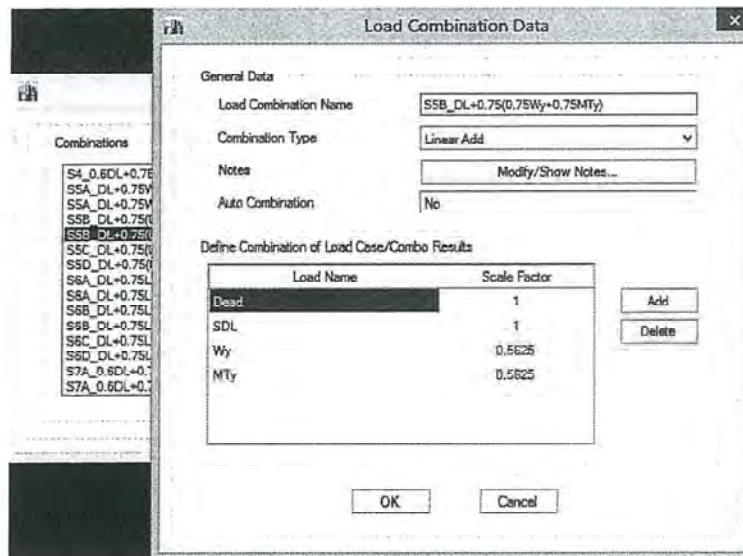 Load Combination Data
General Data
Load Combination Name
S5B_DL+0.75(0.75Wy+0.75MTy)
Combination Type
Linear Add
Notes
Modify/Show Notes...
Auto Combination
No
Define Combination of Load Case/Combo Results
Load Name Scale Factor
Dead 1
SDL 1
Wy 0.5625
MTy 0.5625
Add
Delete
OK
Cancel
Combinations
S4_0.6DL+0.7
S5A_DL+0.75W
S5A_DL+0.75W
S5B_DL+0.75(
S5B_DL+0.75(
S5C_DL+0.75(
S5D_DL+0.75(
S6A_DL+0.75L
S6A_DL+0.75L
S6B_DL+0.75L
S6B_DL+0.75L
S6C_DL+0.75L
S6D_DL+0.75L
S7A_0.6DL+0.7
S7A_0.6DL+0.7